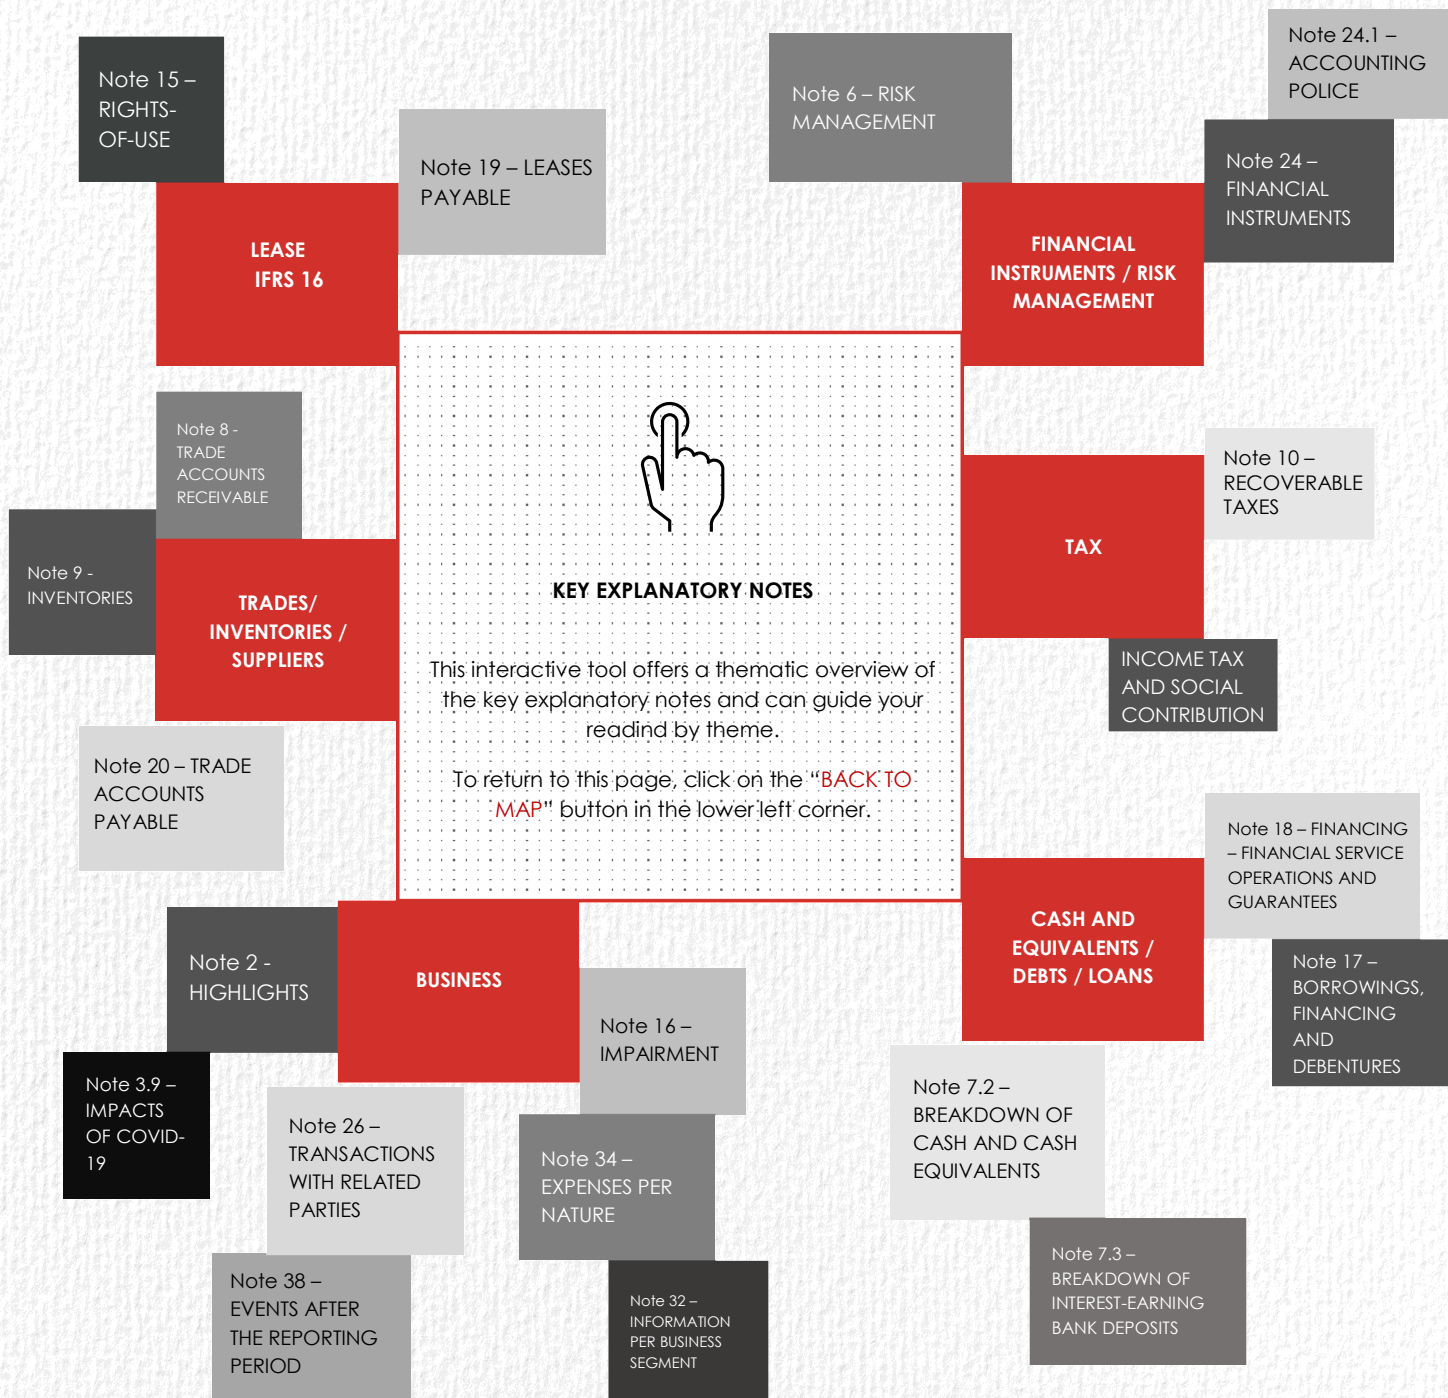 Note 15 –
RIGHTS-
OF-USE
Note 19 – LEASES
PAYABLE
LEASE
IFRS 16
Note 6 – RISK
MANAGEMENT
Note 24.1 –
ACCOUNTING
POLICE
Note 24 –
FINANCIAL
INSTRUMENTS
FINANCIAL
INSTRUMENTS / RISK
MANAGEMENT
Note 8 -
TRADE
ACCOUNTS
RECEIVABLE
Note 9 -
INVENTORIES
TRADES/
INVENTORIES /
SUPPLIERS
Note 20 – TRADE
ACCOUNTS
PAYABLE
KEY EXPLANATORY NOTES
This interactive tool offers a thematic overview of
the key explanatory notes and can guide your
readind by theme.
To return to this page, click on the “BACK TO
MAP” button in the lower left corner.
Note 10 –
RECOVERABLE
TAXES
TAX
INCOME TAX
AND SOCIAL
CONTRIBUTION
Note 18 – FINANCING
– FINANCIAL SERVICE
OPERATIONS AND
GUARANTEES
CASH AND
EQUIVALENTS /
DEBTS / LOANS
Note 17 –
BORROWINGS,
FINANCING
AND
DEBENTURES
Note 7.2 –
BREAKDOWN OF
CASH AND CASH
EQUIVALENTS
Note 7.3 –
BREAKDOWN OF
INTEREST-EARNING
BANK DEPOSITS
Note 2 -
HIGHLIGHTS
BUSINESS
Note 16 –
IMPAIRMENT
Note 3.9 –
IMPACTS
OF COVID-
19
Note 26 –
TRANSACTIONS
WITH RELATED
PARTIES
Note 34 –
EXPENSES PER
NATURE
Note 38 –
EVENTS AFTER
THE REPORTING
PERIOD
Note 32 –
INFORMATION
PER BUSINESS
SEGMENT